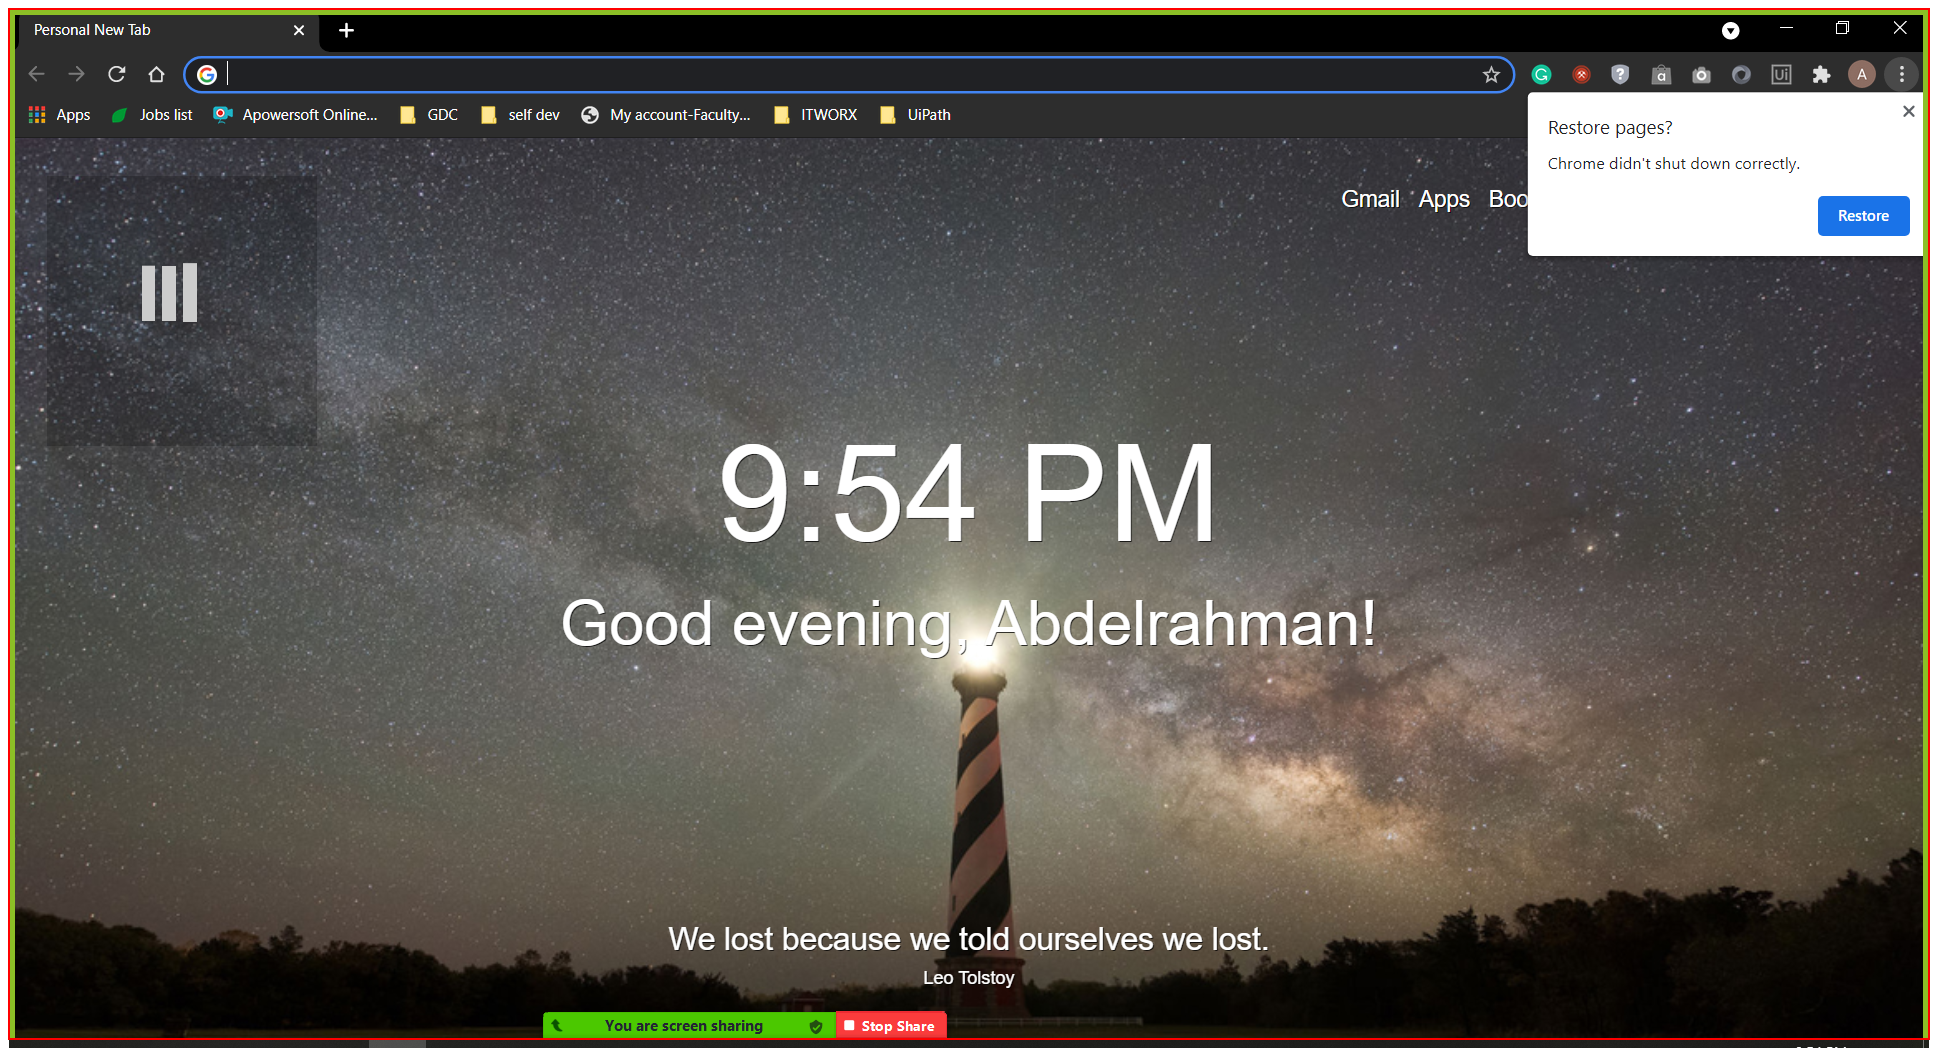 Personal New Tab
Apps Jobs list Apowersoft Online... GDC self dev My account-Faculty... ITWORX UiPath
A
Restore pages?
Chrome didn't shut down correctly.
Restore
Gmail Apps Boo
9:54 PM
Good evening, Abdelrahman!
We lost because we told ourselves we lost.
Leo Tolstoy
You are screen sharing Stop Share